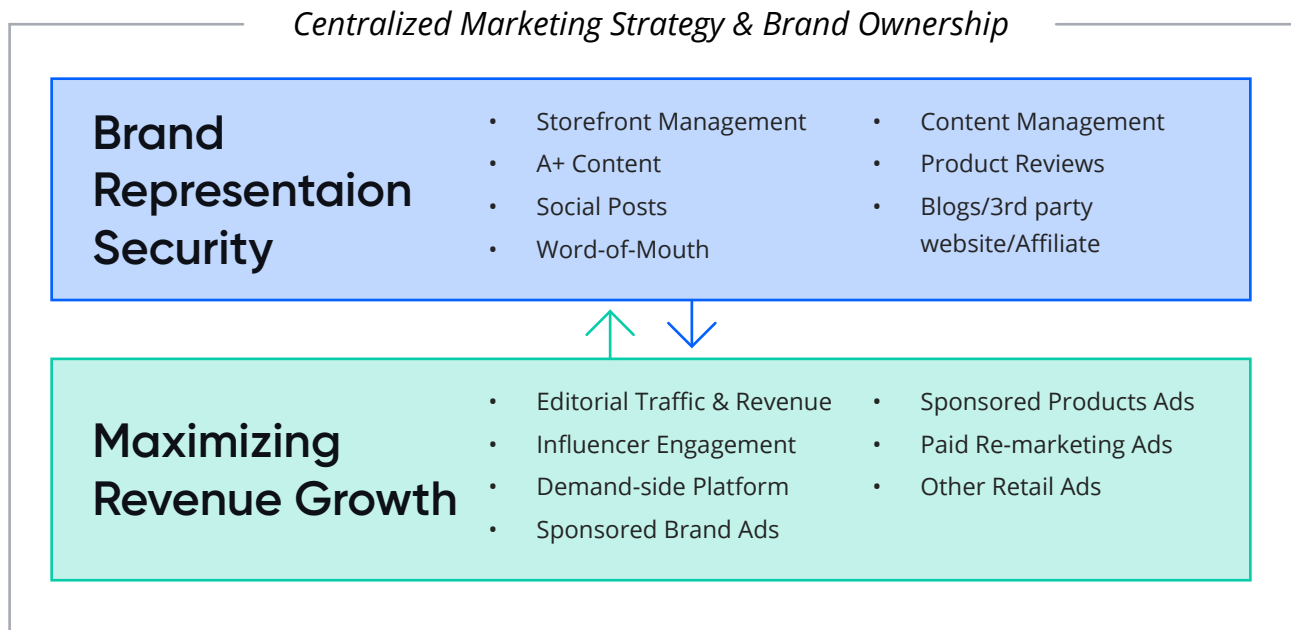 Centralized Marketing Strategy & Brand Ownership
Brand
Representaion
Security
• Storefront Management
• A+ Content
• Social Posts
• Word-of-Mouth
• Content Management
• Product Reviews
• Blogs/3rd party
website/Affiliate
Maximizing
Revenue Growth
• Editorial Traffic & Revenue
• Influencer Engagement
• Demand-side Platform
• Sponsored Brand Ads
• Sponsored Products Ads
• Paid Re-marketing Ads
• Other Retail Ads